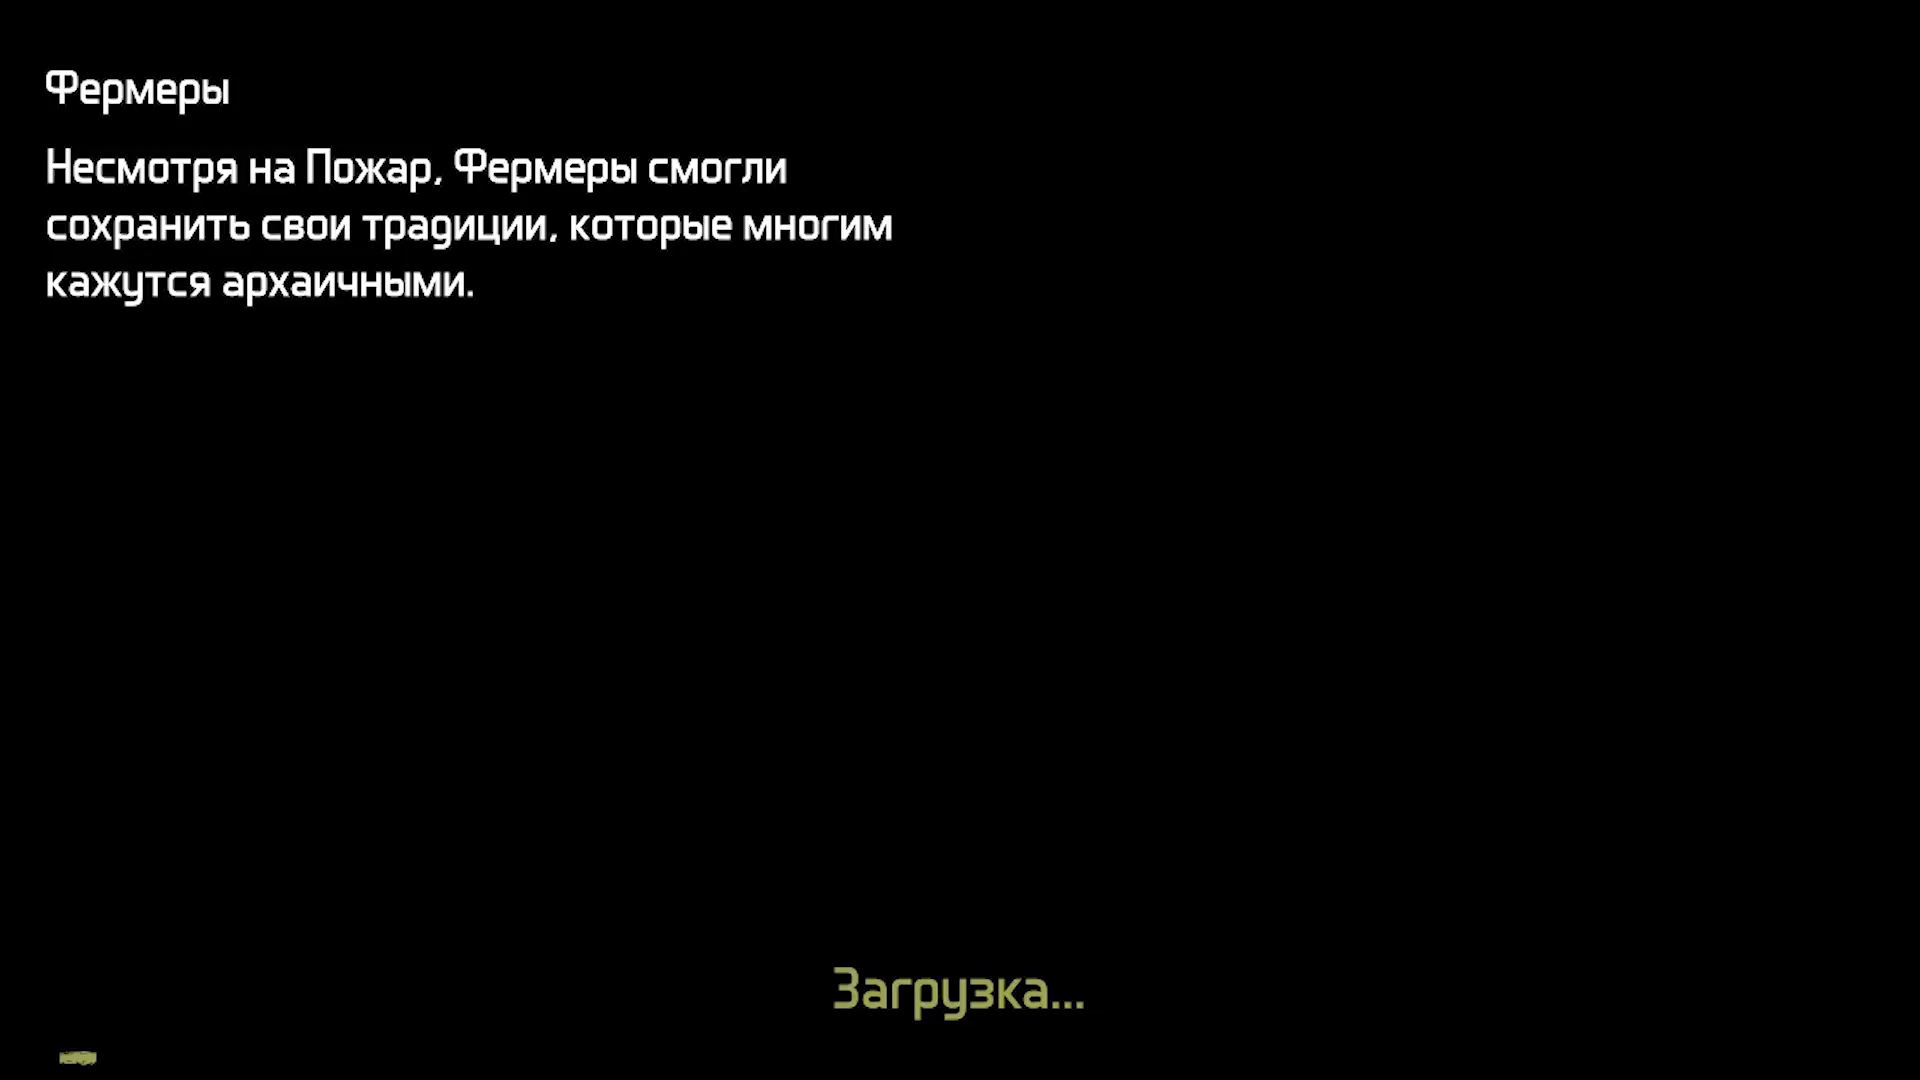 Фермеры
Несмотря на Пожар, Фермеры смогли
сохранить свои традиции, которые многим
кажутся архаичными.
Загрузка...